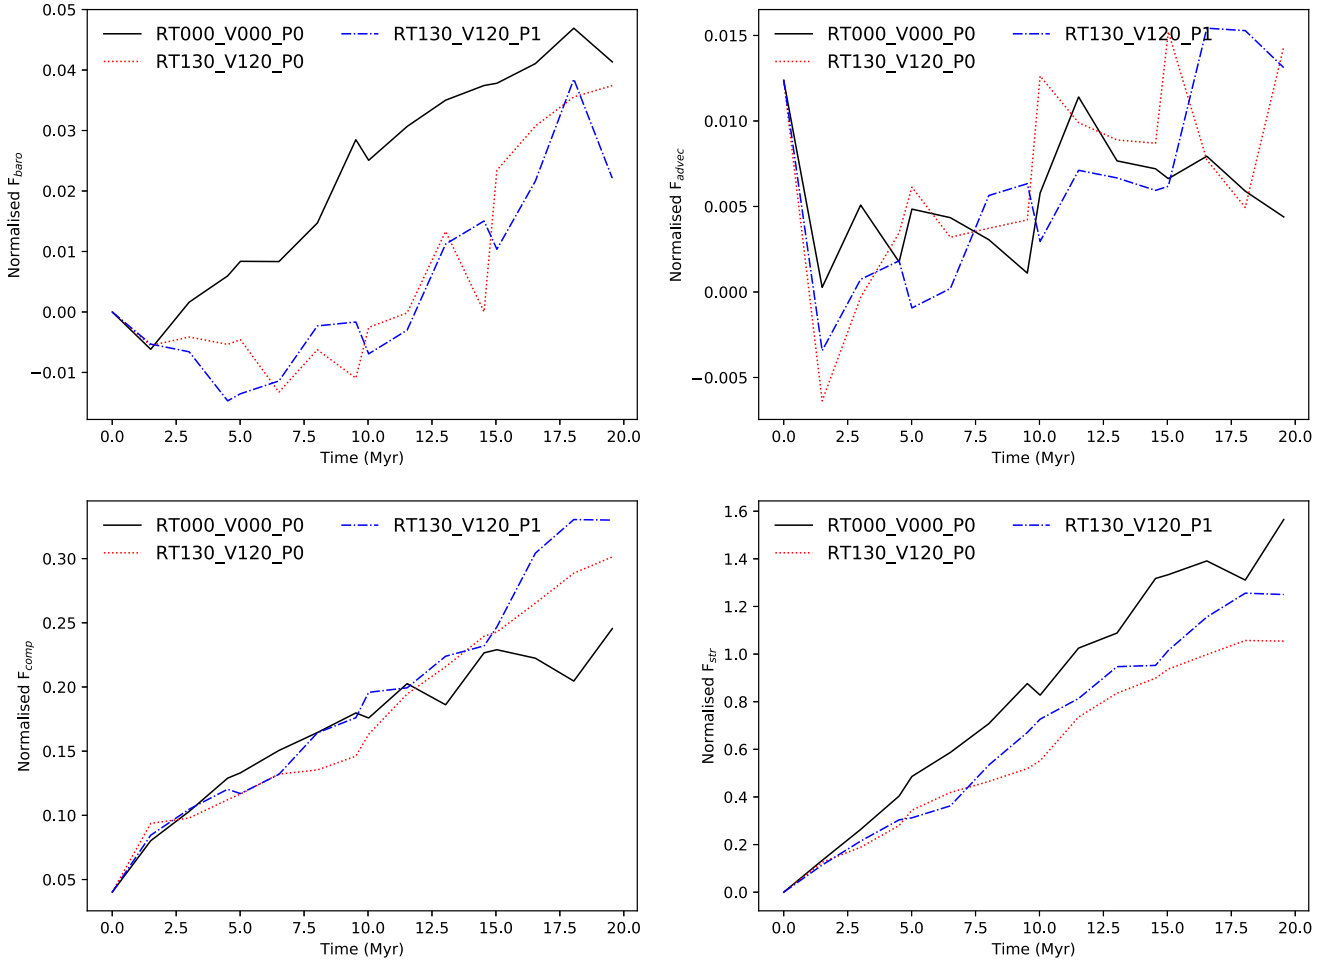 RT000_V000_P0
RT130_V120_P0
RT130_V120_P1
0.05
0.04
0.03
0.02
0.01
0.00
−0.01
Normalised F_baro
0.0 2.5 5.0 7.5 10.0 12.5 15.0 17.5 20.0
Time (Myr)
RT000_V000_P0
RT130_V120_P0
RT130_V120_P1
0.015
0.010
0.005
0.000
−0.005
Normalised F_advec
0.0 2.5 5.0 7.5 10.0 12.5 15.0 17.5 20.0
Time (Myr)
RT000_V000_P0
RT130_V120_P0
RT130_V120_P1
0.30
0.25
0.20
0.15
0.10
0.05
Normalised F_comp
0.0 2.5 5.0 7.5 10.0 12.5 15.0 17.5 20.0
Time (Myr)
RT000_V000_P0
RT130_V120_P0
RT130_V120_P1
1.6
1.4
1.2
1.0
0.8
0.6
0.4
0.2
0.0
Normalised F_str
0.0 2.5 5.0 7.5 10.0 12.5 15.0 17.5 20.0
Time (Myr)